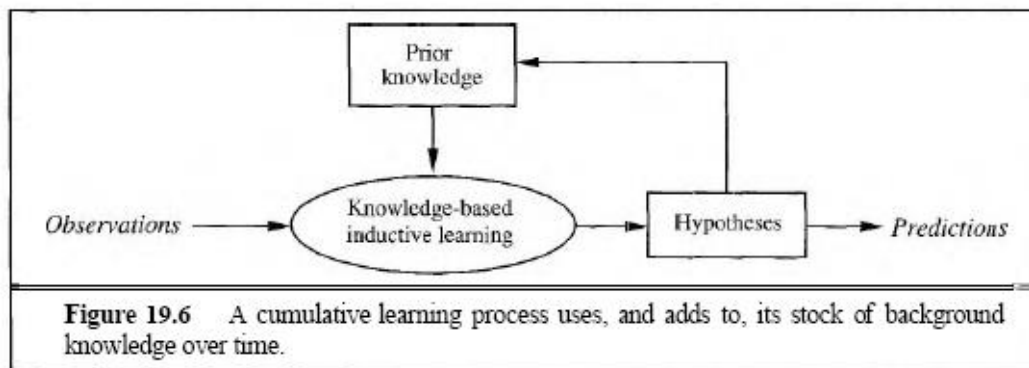 Prior
knowledge
Observations
Knowledge-based
inductive learning
Hypotheses
Predictions
Figure 19.6 A cumulative learning process uses, and adds to, its stock of background
knowledge over time.